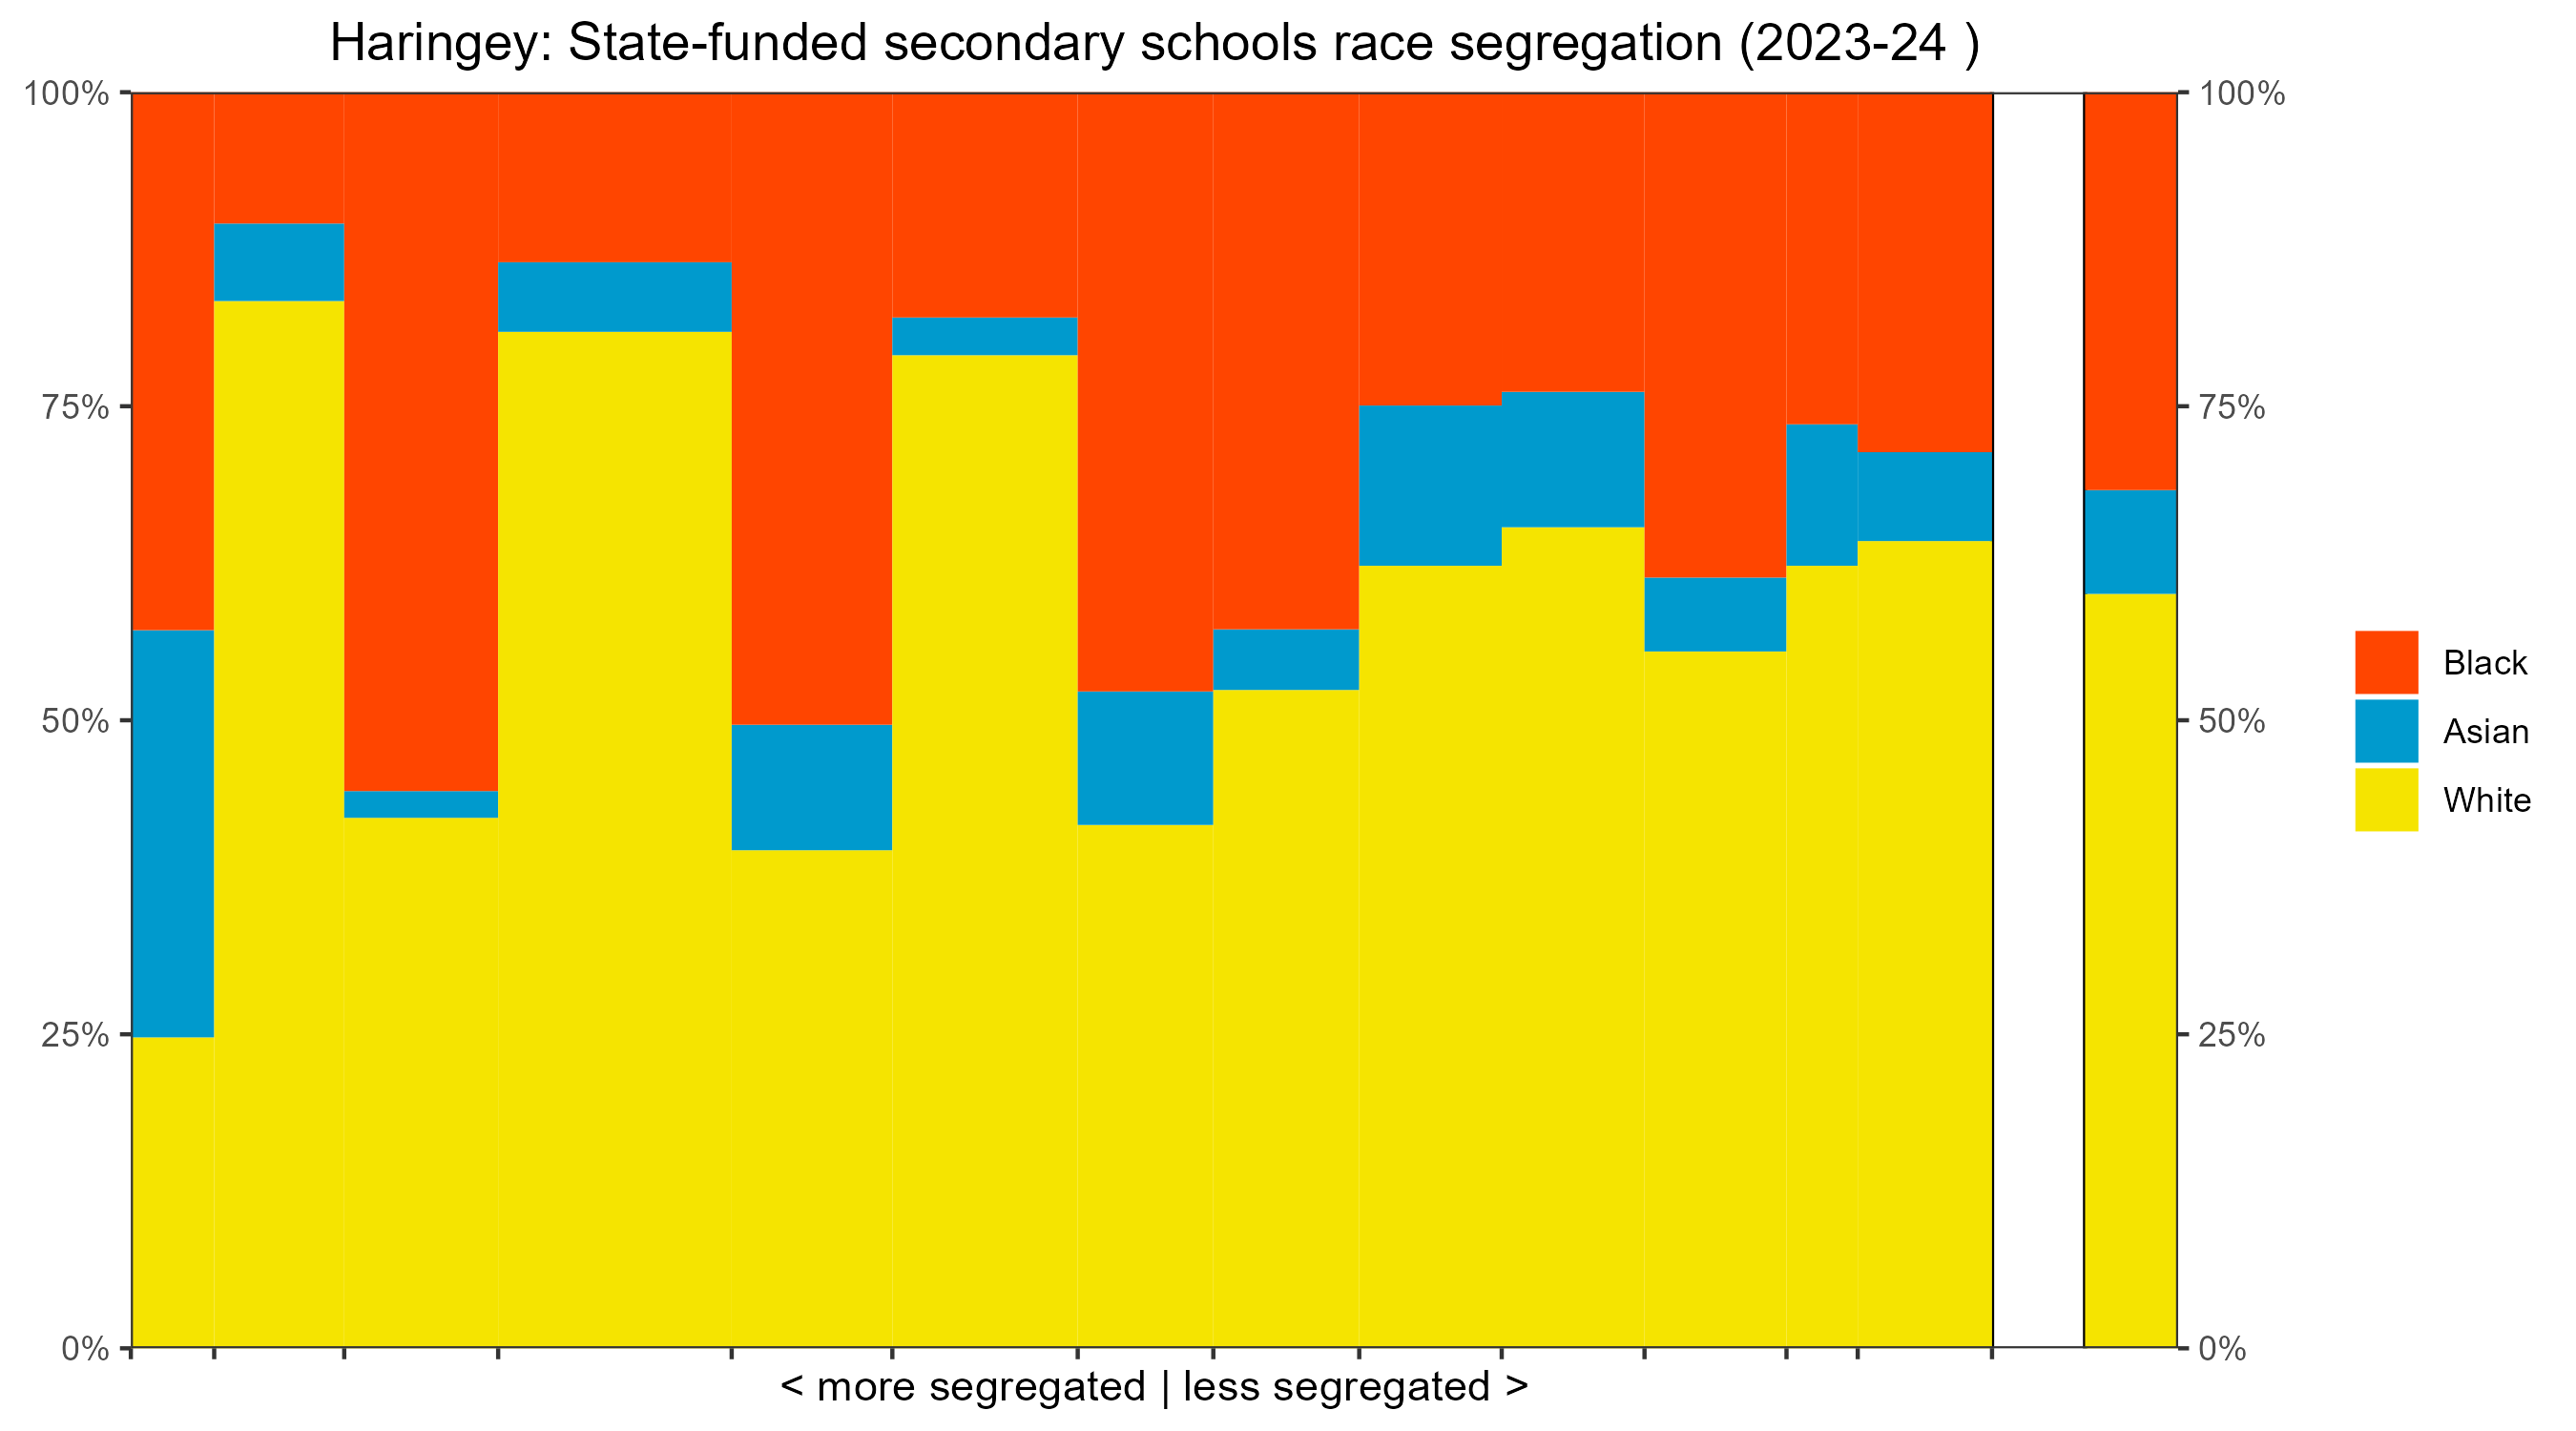 Haringey: State-funded secondary schools race segregation (2023-24 )
100%
75%
50%
25%
0%
100%
75%
50%
25%
0%
Black
Asian
White
< more segregated | less segregated >